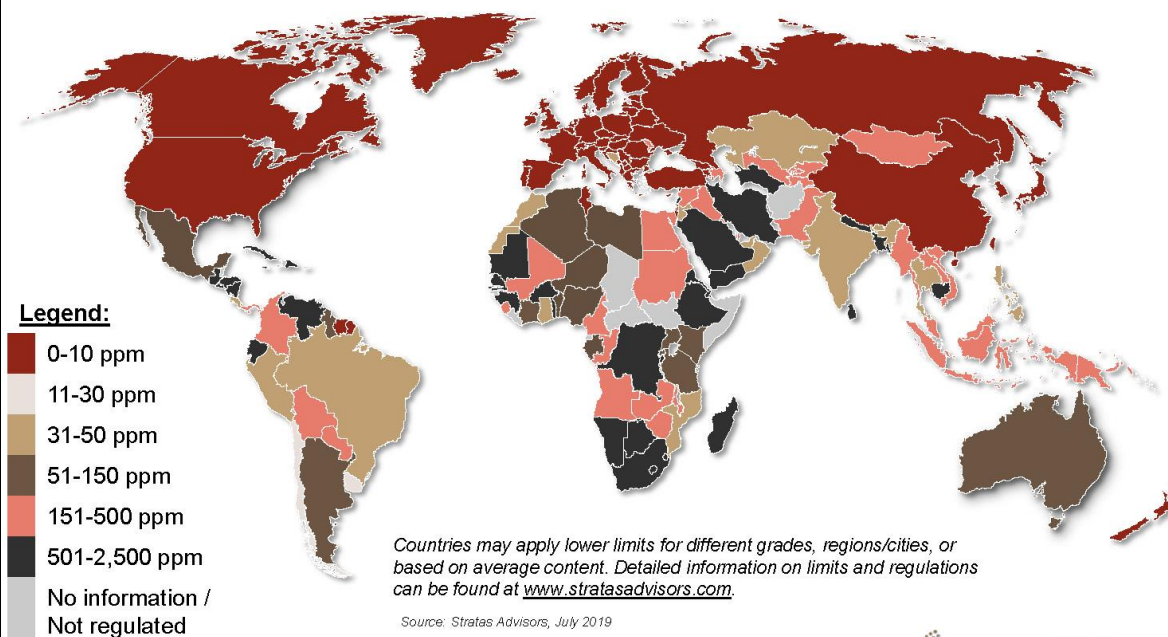 Legend:
0-10 ppm
11-30 ppm
31-50 ppm
51-150 ppm
151-500 ppm
501-2,500 ppm
No information /
Not regulated
Countries may apply lower limits for different grades, regions/cities, or
based on average content. Detailed information on limits and regulations
can be found at www.stratasadvisors.com.
Source: Stratas Advisors, July 2019